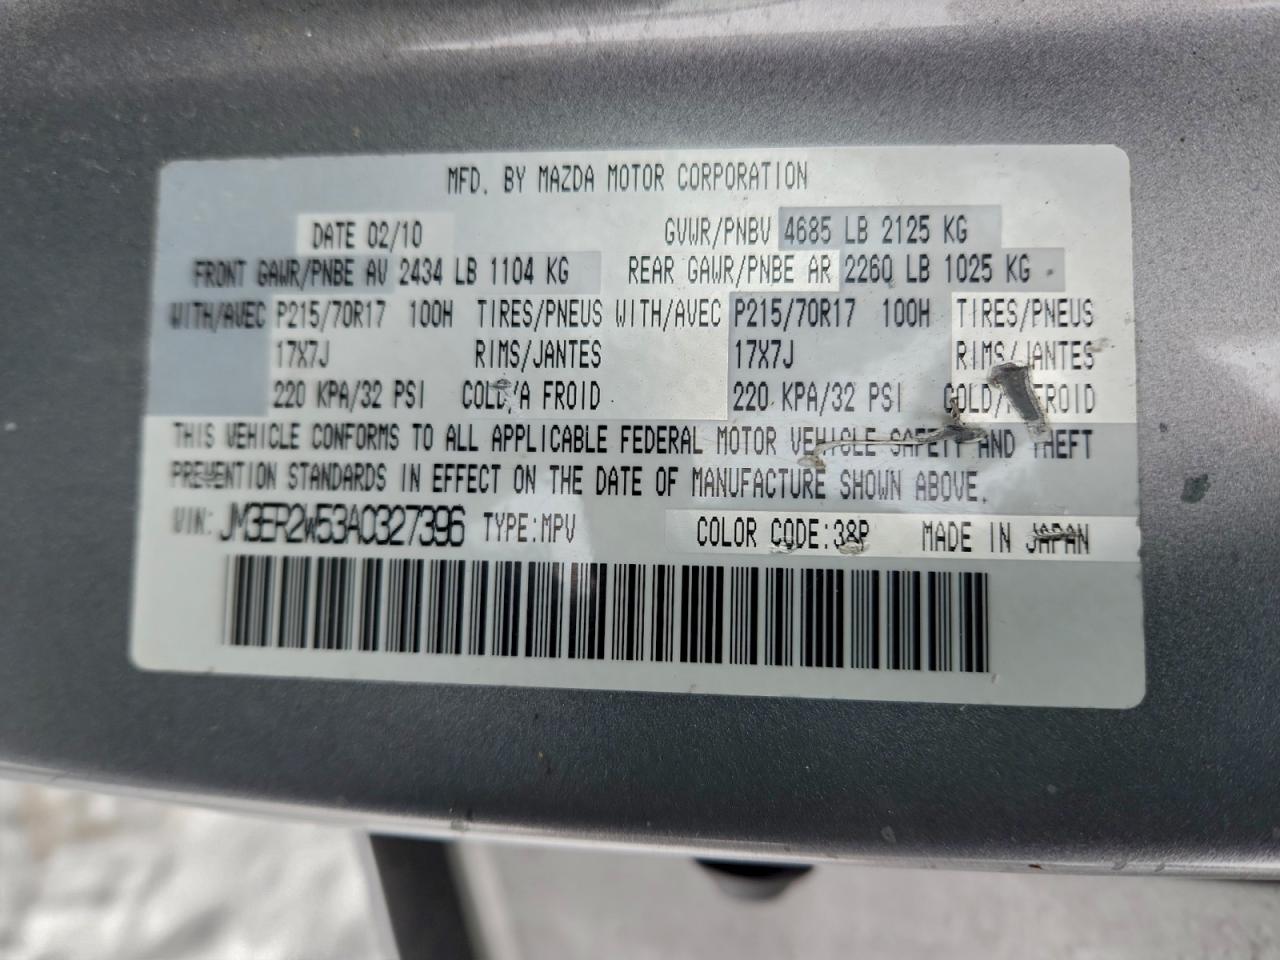 MFD. BY MAZDA MOTOR CORPORATION
DATE 02/10 GVWR/PNBV 4685 LB 2125 KG
FRONT GAWR/PNBE AV 2434 LB 1104 KG REAR GAWR/PNBE AR 2260 LB 1025 KG
WITH/AVEC P215/70R17 100H TIRES/PNEUS WITH/AVEC P215/70R17 100H TIRES/PNEUS
17X7J RIMS/JANTES 17X7J RIMS/JANTES
220 KPA/32 PSI COLD/A FROID 220 KPA/32 PSI COLD/A FROID
THIS VEHICLE CONFORMS TO ALL APPLICABLE FEDERAL MOTOR VEHICLE SAFETY AND THEFT
PREVENTION STANDARDS IN EFFECT ON THE DATE OF MANUFACTURE SHOWN ABOVE.
VIN: JM3ER2W53A0327396 TYPE:MPV COLOR CODE:38P MADE IN JAPAN